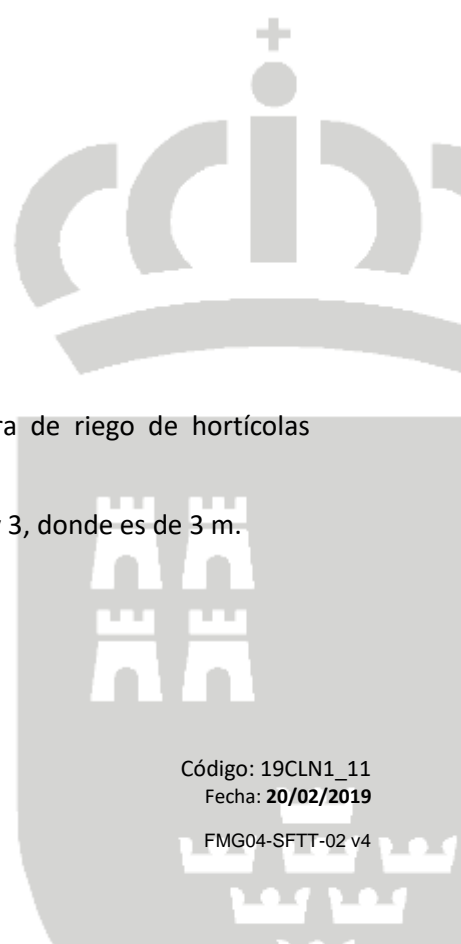 ra de riego de hortícolas
3, donde es de 3 m.
Código: 19CLN1_11
Fecha: 20/02/2019
FMG04-SFTT-02 v4